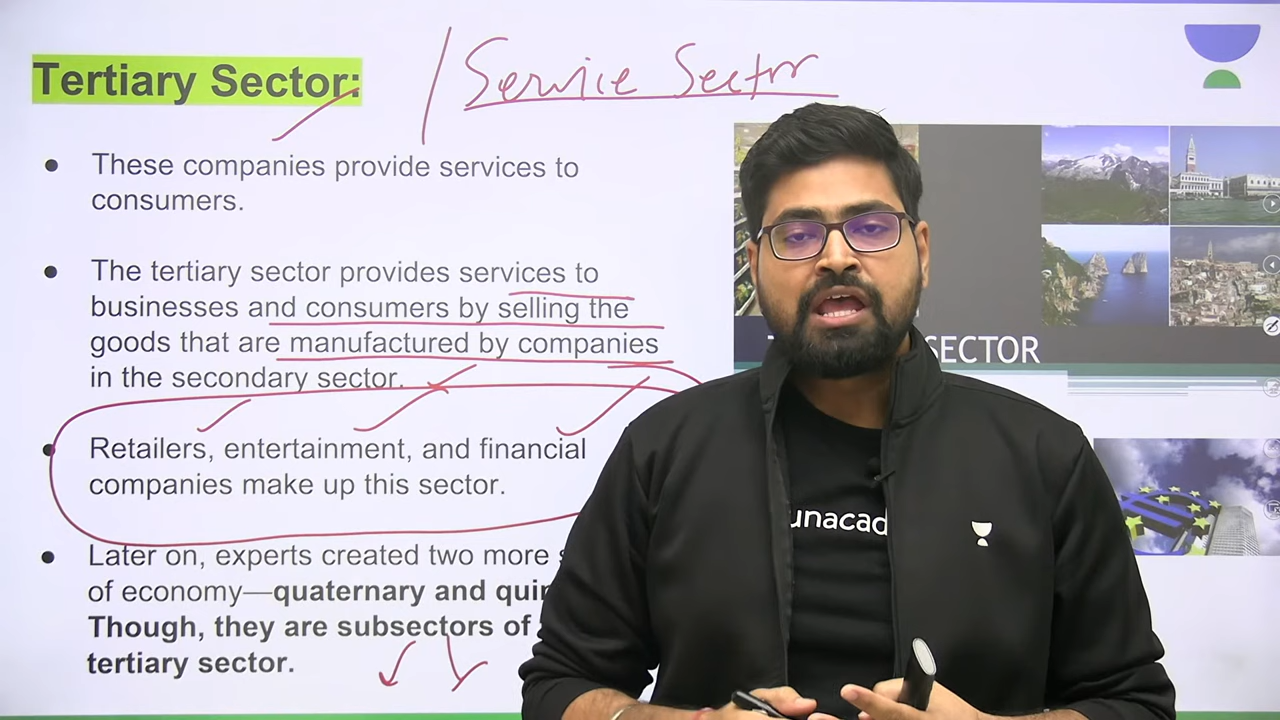 Tertiary Sector: / Service Sector
• These companies provide services to
consumers.
• The tertiary sector provides services to
businesses and consumers by selling the
goods that are manufactured by companies
in the secondary sector.
• Retailers, entertainment, and financial
companies make up this sector.
• Later on, experts created two more
of economy—quaternary and
Though, they are subsectors of
tertiary sector.
SECTOR
unacad